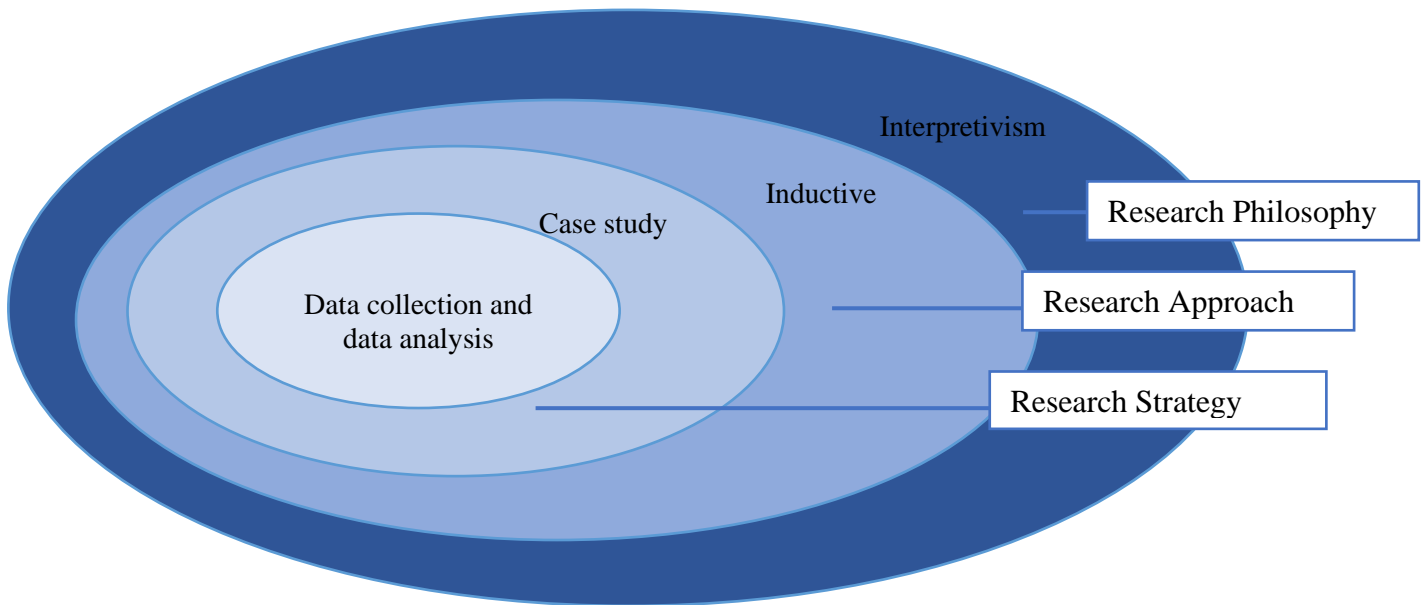 Interpretivism
Inductive
Research Philosophy
Case study
Research Approach
Data collection and
data analysis
Research Strategy